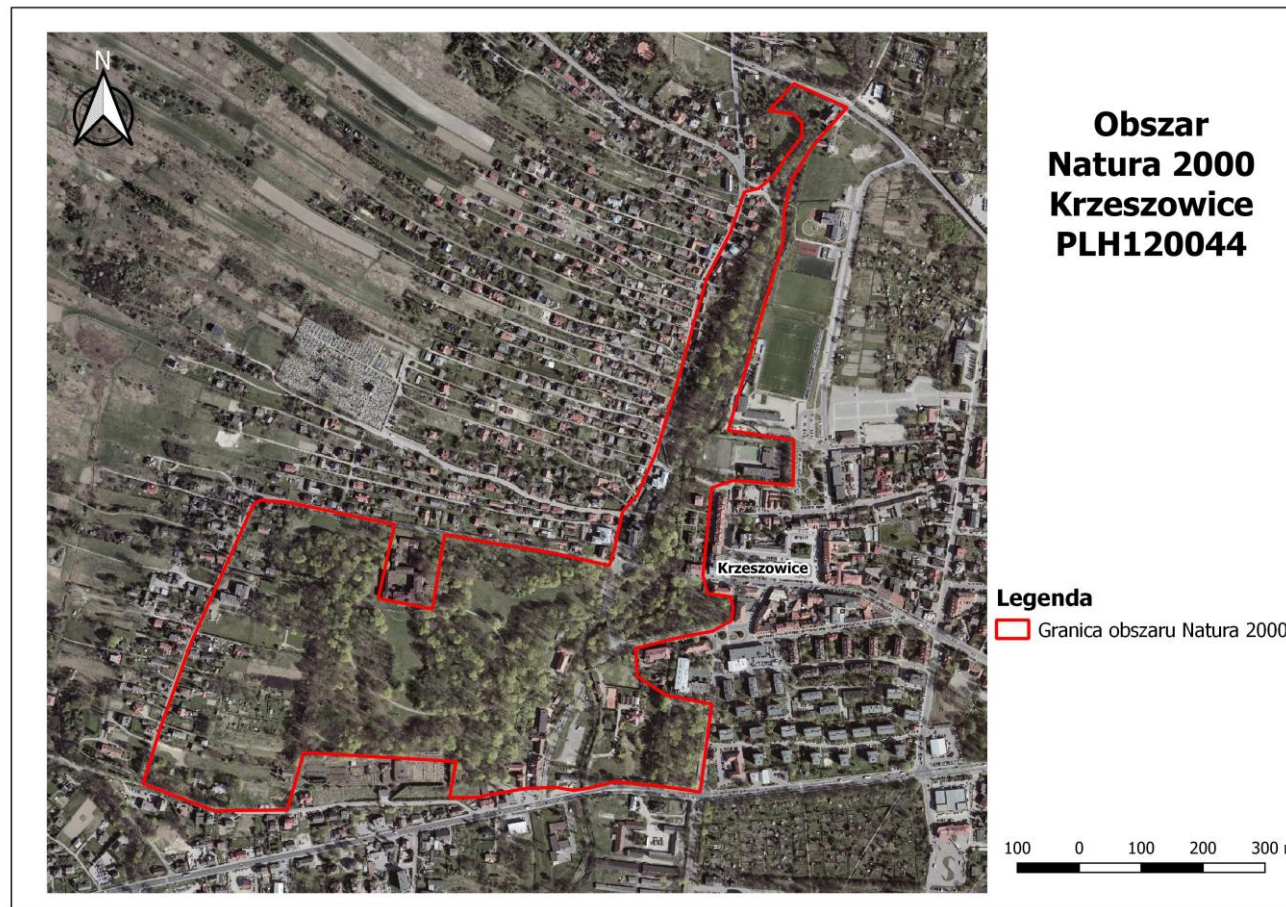 N
Obszar
Natura 2000
Krzeszowice
PLH120044
Krzeszowice
Legenda
Granica obszaru Natura 2000
100 0 100 200 300 m